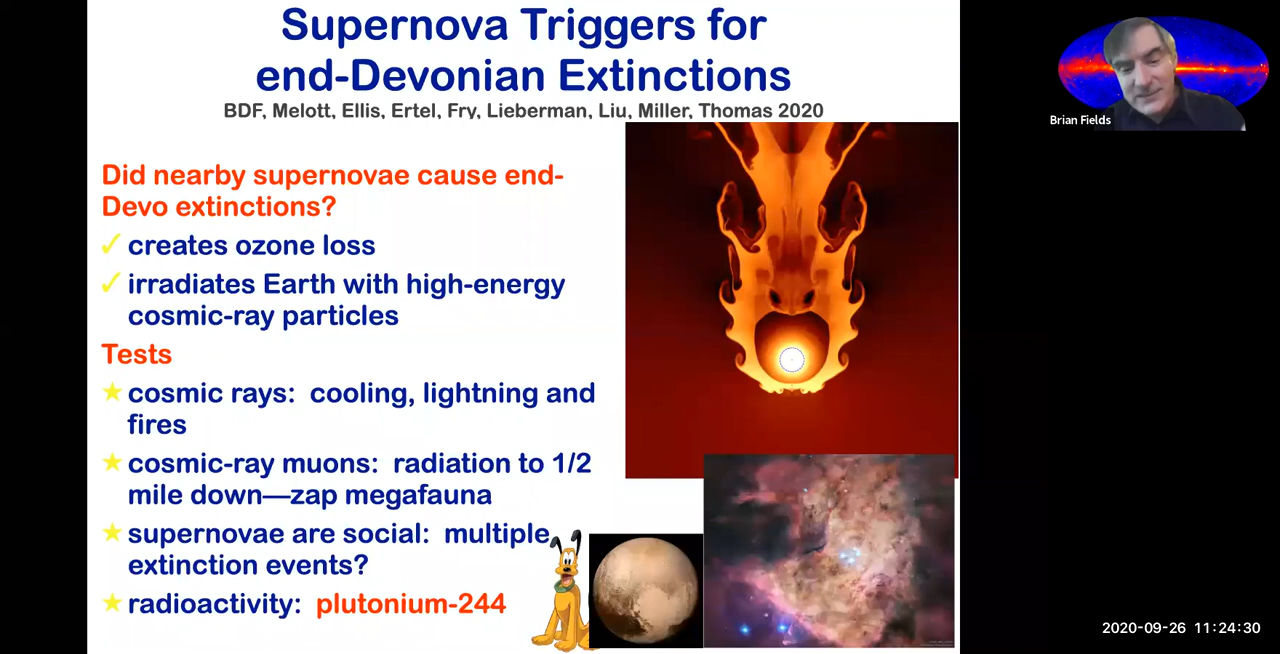 Supernova Triggers for
end-Devonian Extinctions
BDF, Melott, Ellis, Ertel, Fry, Lieberman, Liu, Miller, Thomas 2020
Did nearby supernovae cause end-
Devo extinctions?
✓ creates ozone loss
✓ irradiates Earth with high-energy
cosmic-ray particles
Tests
★ cosmic rays: cooling, lightning and
fires
★ cosmic-ray muons: radiation to 1/2
mile down—zap megafauna
★ supernovae are social: multiple
extinction events?
★ radioactivity: plutonium-244
Brian Fields
2020-09-26 11:24:30